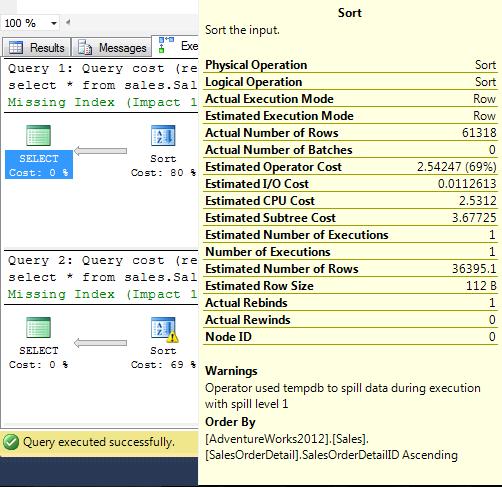 100 %
Results
Messages
Exe
Query 1: Query cost (re
select * from sales.Sal
Missing Index (Impact 1
SELECT
Cost: 0 %
Sort
Cost: 80 %
Query 2: Query cost (re
select * from sales.Sal
Missing Index (Impact 1
SELECT
Cost: 0 %
Sort
Cost: 69 %
Query executed successfully.
Sort
Sort the input.
Physical Operation Sort
Logical Operation Sort
Actual Execution Mode Row
Estimated Execution Mode Row
Actual Number of Rows 61318
Actual Number of Batches 0
Estimated Operator Cost 2.54247 (69%)
Estimated I/O Cost 0.0112613
Estimated CPU Cost 2.5312
Estimated Subtree Cost 3.67725
Estimated Number of Executions 1
Number of Executions 1
Estimated Number of Rows 36395.1
Estimated Row Size 112 B
Actual Rebinds 1
Actual Rewinds 0
Node ID 0
Warnings
Operator used tempdb to spill data during execution
with spill level 1
Order By
[AdventureWorks2012].[Sales].
[SalesOrderDetail].SalesOrderDetailID Ascending